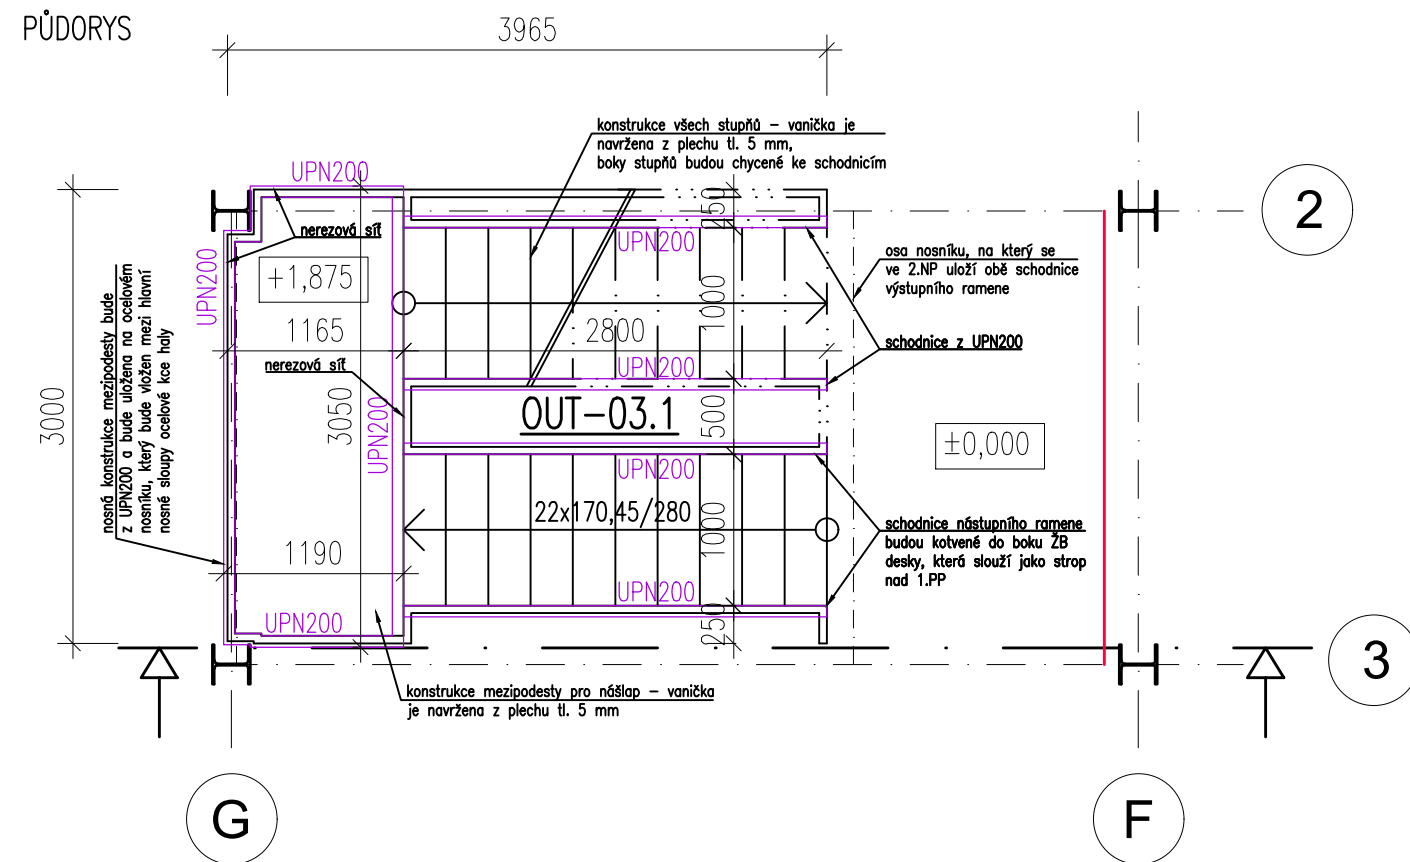 PŮDORYS
3965
konstrukce všech stupňů – vanička je
navržena z plechu tl. 5 mm,
boky stupňů budou chycené ke schodnicím
UPN200
250
2
nerezová síť
UPN200
osa nosníku, na který se
ve 2.NP uloží obě schodnice
výstupního ramene
UPN200
+1,875
1000
1165
2800
schodnice z UPN200
nerezová síť
UPN200
nosná konstrukce mezipodesty bude
z UPN200 a bude uložena na ocelovém
nosníku, který bude vložen mezi hlavní
nosné sloupy ocelové kce haly
3000
3050
UPN200
OUT–03.1
500
±0,000
UPN200
22x170,45/280
1000
schodnice nástupního ramene
budou kotvené do boku ŽB
desky, která slouží jako strop
nad 1.PP
1190
UPN200
250
UPN200
3
konstrukce mezipodesty pro nášlap – vanička
je navržena z plechu tl. 5 mm
G
F